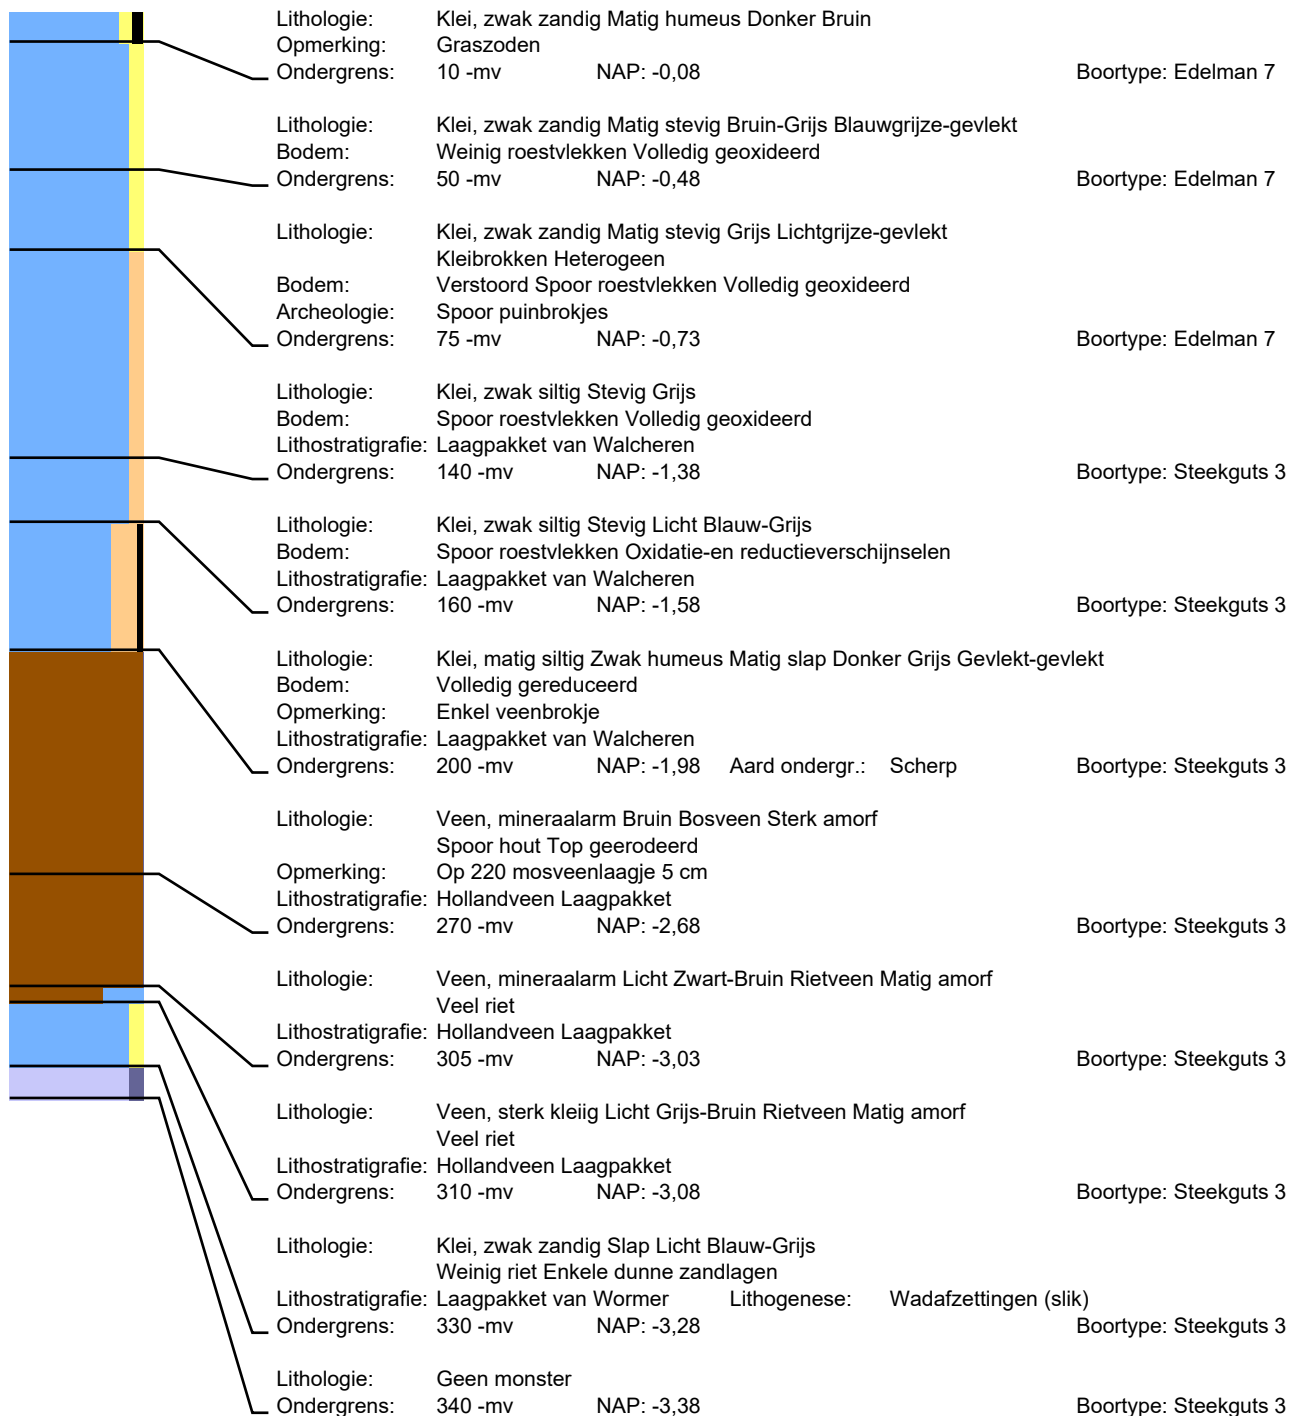 Lithologie: Klei, zwak zandig Matig humeus Donker Bruin
Opmerking: Graszoden
Ondergrens: 10 -mv NAP: -0,08 Boortype: Edelman 7
Lithologie: Klei, zwak zandig Matig stevig Bruin-Grijs Blauwgrijze-gevlekt
Bodem: Weinig roestvlekken Volledig geoxideerd
Ondergrens: 50 -mv NAP: -0,48 Boortype: Edelman 7
Lithologie: Klei, zwak zandig Matig stevig Grijs Lichtgrijze-gevlekt
Kleibrokken Heterogeen
Bodem: Verstoord Spoor roestvlekken Volledig geoxideerd
Archeologie: Spoor puinbrokjes
Ondergrens: 75 -mv NAP: -0,73 Boortype: Edelman 7
Lithologie: Klei, zwak siltig Stevig Grijs
Bodem: Spoor roestvlekken Volledig geoxideerd
Lithostratigrafie: Laagpakket van Walcheren
Ondergrens: 140 -mv NAP: -1,38 Boortype: Steekguts 3
Lithologie: Klei, zwak siltig Stevig Licht Blauw-Grijs
Bodem: Spoor roestvlekken Oxidatie-en reductieverschijnselen
Lithostratigrafie: Laagpakket van Walcheren
Ondergrens: 160 -mv NAP: -1,58 Boortype: Steekguts 3
Lithologie: Klei, matig siltig Zwak humeus Matig slap Donker Grijs Gevlekt-gevlekt
Bodem: Volledig gereduceerd
Opmerking: Enkel veenbrokje
Lithostratigrafie: Laagpakket van Walcheren
Ondergrens: 200 -mv NAP: -1,98 Aard ondergr.: Scherp Boortype: Steekguts 3
Lithologie: Veen, mineraalarm Bruin Bosveen Sterk amorf
Spoor hout Top geerodeerd
Opmerking: Op 220 mosveenlaagje 5 cm
Lithostratigrafie: Hollandveen Laagpakket
Ondergrens: 270 -mv NAP: -2,68 Boortype: Steekguts 3
Lithologie: Veen, mineraalarm Licht Zwart-Bruin Rietveen Matig amorf
Veel riet
Lithostratigrafie: Hollandveen Laagpakket
Ondergrens: 305 -mv NAP: -3,03 Boortype: Steekguts 3
Lithologie: Veen, sterk kleiig Licht Grijs-Bruin Rietveen Matig amorf
Veel riet
Lithostratigrafie: Hollandveen Laagpakket
Ondergrens: 310 -mv NAP: -3,08 Boortype: Steekguts 3
Lithologie: Klei, zwak zandig Slap Licht Blauw-Grijs
Weinig riet Enkele dunne zandlagen
Lithostratigrafie: Laagpakket van Wormer Lithogenese: Wadafzettingen (slik)
Ondergrens: 330 -mv NAP: -3,28 Boortype: Steekguts 3
Lithologie: Geen monster
Ondergrens: 340 -mv NAP: -3,38 Boortype: Steekguts 3